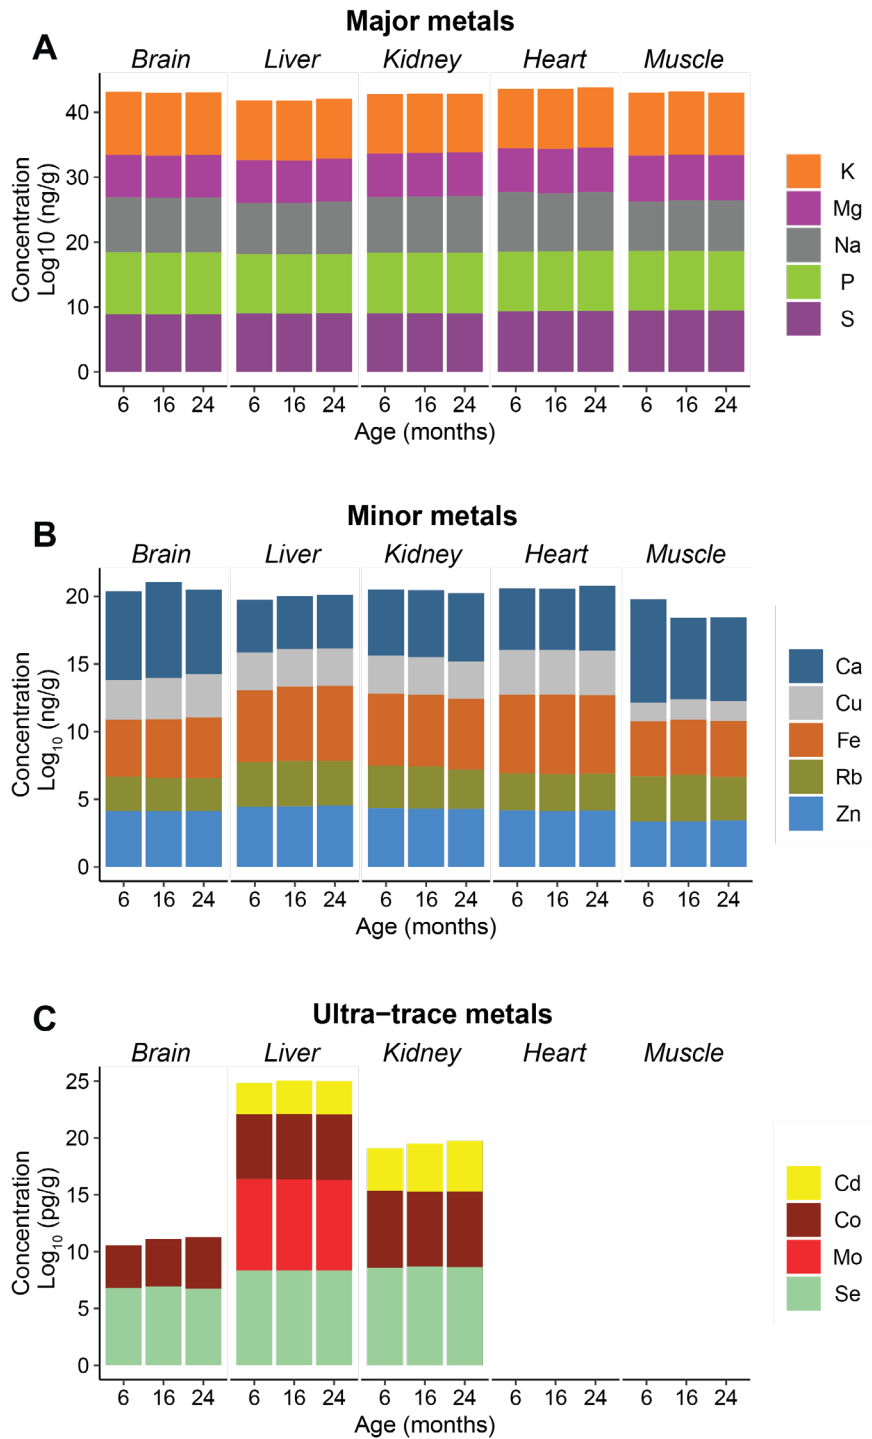 Major metals
A
Brain Liver Kidney Heart Muscle
Concentration
Log10 (ng/g)
40
30
20
10
0
6 16 24 6 16 24 6 16 24 6 16 24 6 16 24
Age (months)
K
Mg
Na
P
S
Minor metals
B
Brain Liver Kidney Heart Muscle
Concentration
Log₁₀ (ng/g)
20
15
10
5
0
6 16 24 6 16 24 6 16 24 6 16 24 6 16 24
Age (months)
Ca
Cu
Fe
Rb
Zn
Ultra−trace metals
C
Brain Liver Kidney Heart Muscle
Concentration
Log₁₀ (pg/g)
25
20
15
10
5
0
6 16 24 6 16 24 6 16 24 6 16 24 6 16 24
Age (months)
Cd
Co
Mo
Se